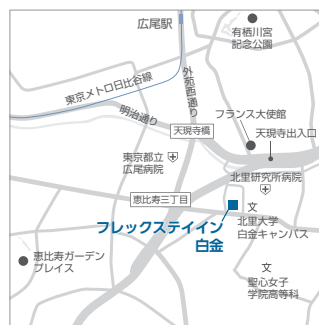 広尾駅
有栖川宮
記念公園
東京メトロ日比谷線
外苑西通り
明治通り
天現寺橋
フランス大使館
天現寺出入口
東京都立
広尾病院
北里研究所病院
恵比寿三丁目
文
フレックステイイン
白金
北里大学
白金キャンパス
恵比寿ガーデン
プレイス
文
聖心女子
学院高等科